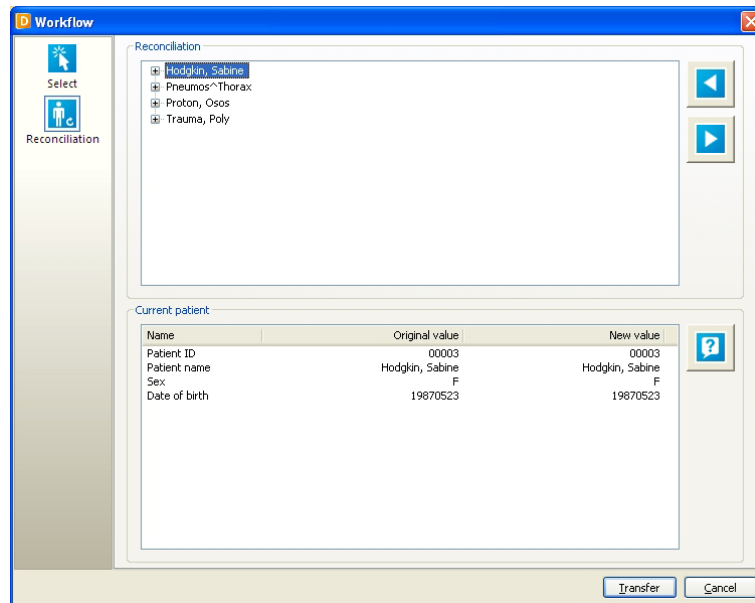 Workflow
Select
Reconciliation
Reconciliation
Hodgkin, Sabine
Pneumos^Thorax
Proton, Osos
Trauma, Poly
Current patient
Name Original value New value
Patient ID 00003 00003
Patient name Hodgkin, Sabine Hodgkin, Sabine
Sex F F
Date of birth 19870523 19870523
Transfer Cancel